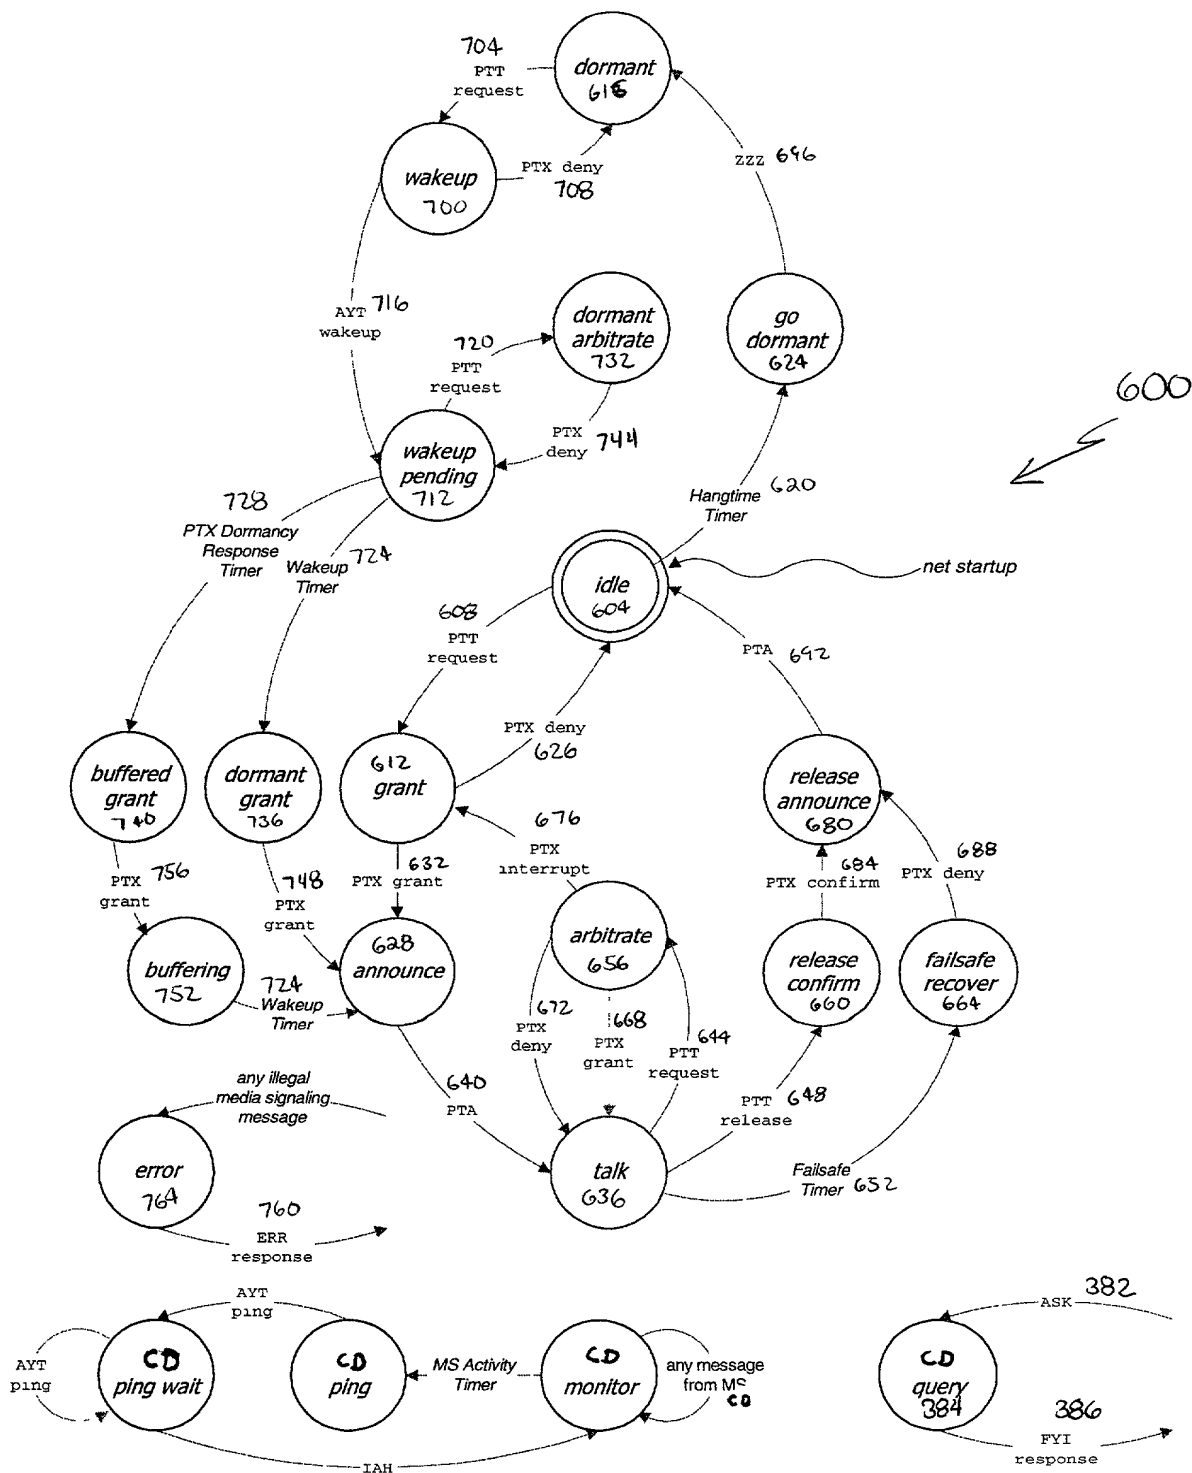 704
PTT
request
dormant
616
wakeup
700
PTX deny
708
ZZZ 696
AYT 716
wakeup
720
PTT
request
dormant
arbitrate
732
go
dormant
624
600
PTX
deny 744
wakeup
pending
712
Hangtime
Timer 620
728
PTX Dormancy
Response
Timer
Wakeup
Timer 724
idle
604
net startup
608
PTT
request
PTA 692
PTX deny
626
buffered
grant
740
dormant
grant
736
612
grant
release
announce
680
676
PTX
interrupt
PTX 756
grant
748
PTX
grant
632
PTX grant
684
PTX confirm
688
PTX deny
buffering
752
724
Wakeup
Timer
628
announce
arbitrate
656
release
confirm
660
failsafe
recover
664
672
PTX
deny
668
PTX
grant
644
PTT
request
any illegal
media signaling
message
640
PTA
PTT 648
release
error
764
talk
636
Failsafe
Timer 652
760
ERR
response
AYT
ping
ASK 382
AYT
ping
CD
ping wait
CD
ping
MS Activity
Timer
CD
monitor
any message
from MS
CD
CD
query
384
386
FYI
response
IAH